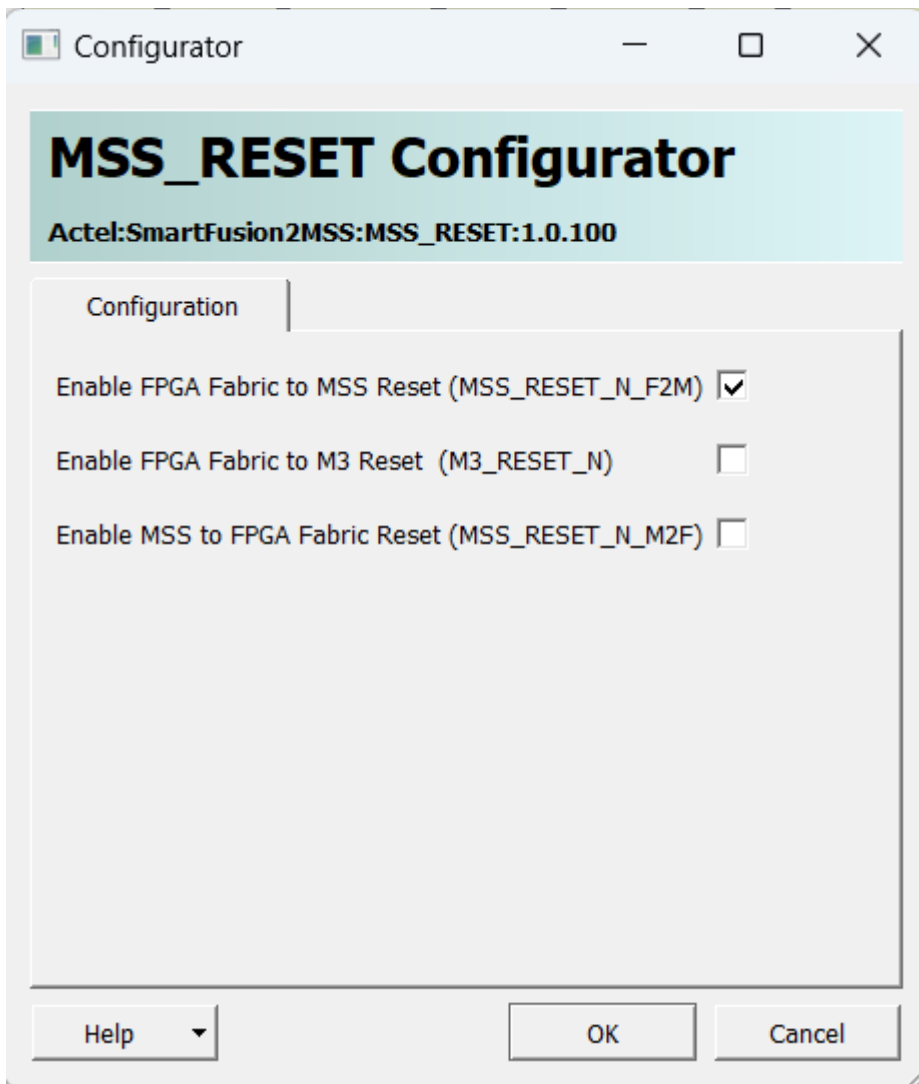 Configurator
MSS_RESET Configurator
Actel:SmartFusion2MSS:MSS_RESET:1.0.100
Configuration
Enable FPGA Fabric to MSS Reset (MSS_RESET_N_F2M)
Enable FPGA Fabric to M3 Reset  (M3_RESET_N)
Enable MSS to FPGA Fabric Reset (MSS_RESET_N_M2F)
Help OK Cancel